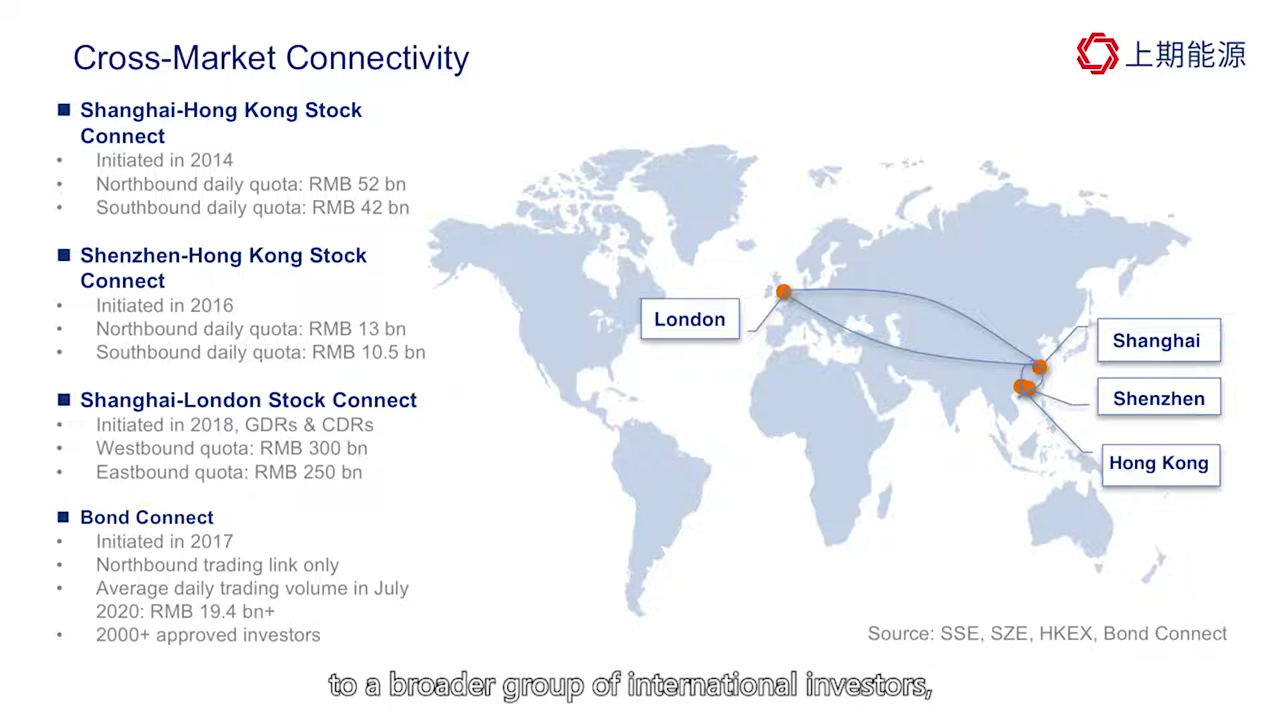 Cross-Market Connectivity
上期能源
Shanghai-Hong Kong Stock
Connect
Initiated in 2014
Northbound daily quota: RMB 52 bn
Southbound daily quota: RMB 42 bn
Shenzhen-Hong Kong Stock
Connect
Initiated in 2016
Northbound daily quota: RMB 13 bn
Southbound daily quota: RMB 10.5 bn
Shanghai-London Stock Connect
Initiated in 2018, GDRs & CDRs
Westbound quota: RMB 300 bn
Eastbound quota: RMB 250 bn
Bond Connect
Initiated in 2017
Northbound trading link only
Average daily trading volume in July
2020: RMB 19.4 bn+
2000+ approved investors
London
Shanghai
Shenzhen
Hong Kong
Source: SSE, SZE, HKEX, Bond Connect
to a broader group of international investors,